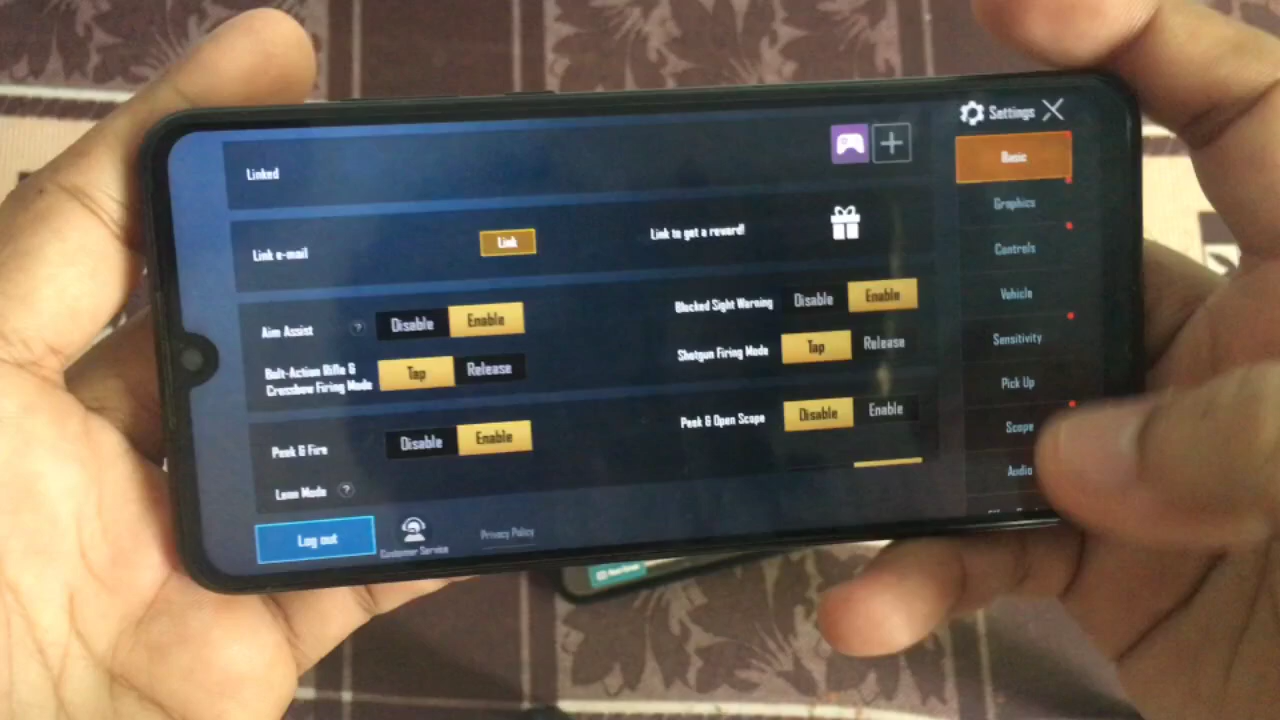 Settings
Linked
Basic
Graphics
Link e-mail
Link
Link to get a reward!
Controls
Vehicle
Aim Assist ? Disable Enable
Blocked Sight Warning Disable Enable
Sensitivity
Bolt-Action Rifle &
Crossbow Firing Mode Tap Release
Shotgun Firing Mode Tap Release
Pick Up
Peek & Fire Disable Enable
Peek & Open Scope Disable Enable
Scope
Audio
Lean Mode ?
Log out
Customer Service
Privacy Policy